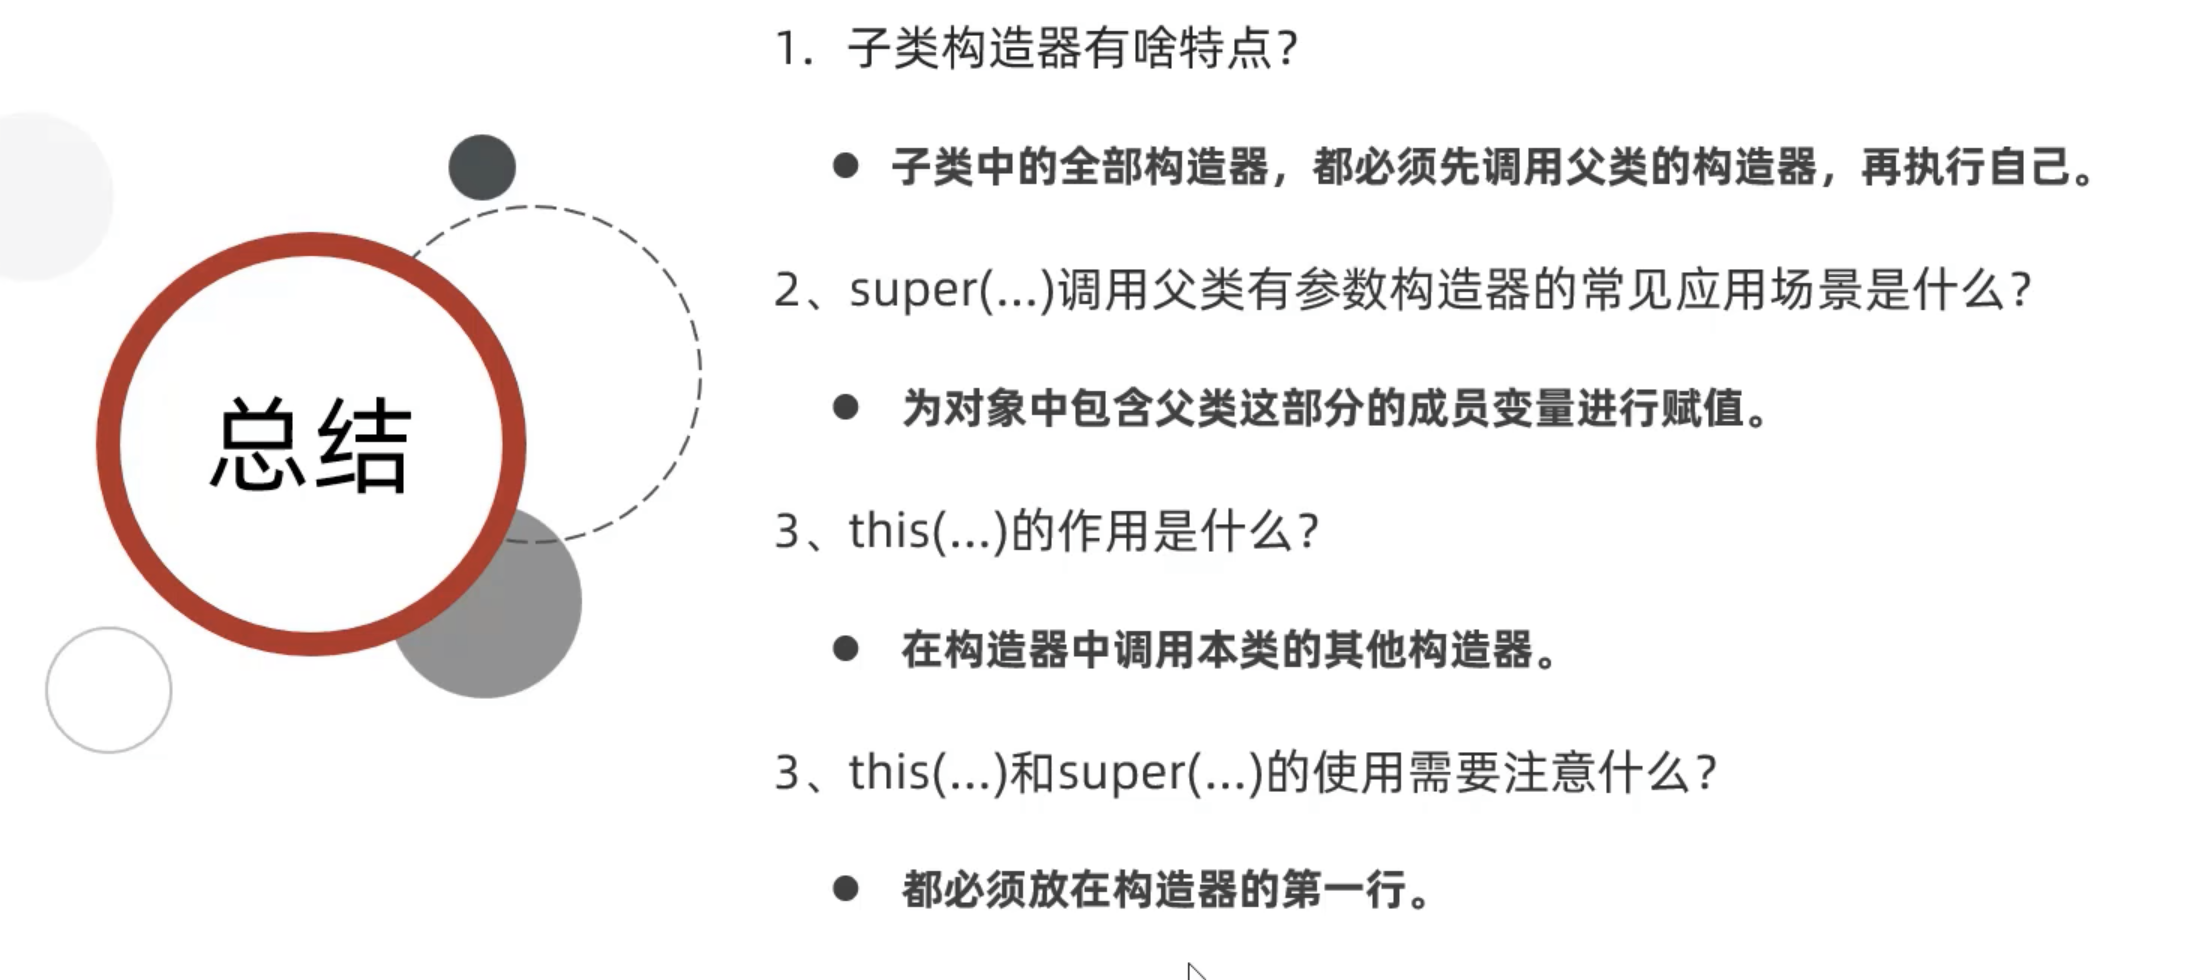 总结
1. 子类构造器有啥特点？
● 子类中的全部构造器，都必须先调用父类的构造器，再执行自己。
2、super(...)调用父类有参数构造器的常见应用场景是什么？
● 为对象中包含父类这部分的成员变量进行赋值。
3、this(...)的作用是什么？
● 在构造器中调用本类的其他构造器。
3、this(...)和super(...)的使用需要注意什么？
● 都必须放在构造器的第一行。